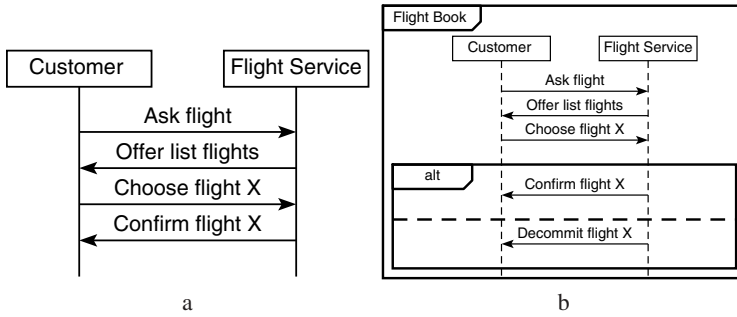 Customer
Flight Service
Ask flight
Offer list flights
Choose flight X
Confirm flight X
a
Flight Book
Customer
Flight Service
Ask flight
Offer list flights
Choose flight X
alt
Confirm flight X
Decommit flight X
b